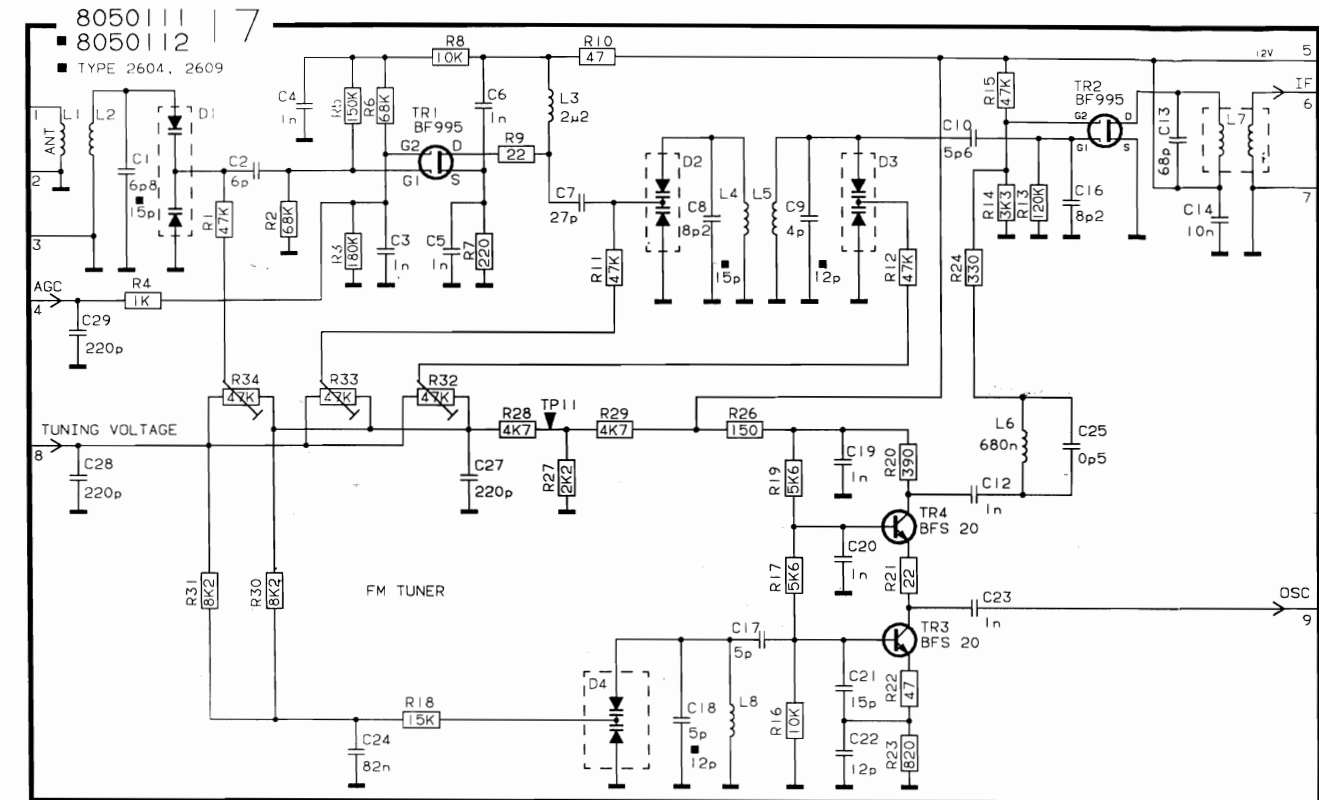 8050111 | 7
■ 8050112
■ TYPE 2604, 2609
R8
10K
R10
47
12V
5
IF
6
7
1
2
3
L1
L2
ANT
C1
6p8
■
15p
D1
C2
6p
R1
47K
R2
68K
C4
1n
R5
150K
R6
68K
TR1
BF995
G2
D
G1
S
C6
1n
R9
22
L3
2µ2
C7
27p
R3
180K
C3
1n
C5
1n
R7
220
R11
47K
D2
C8
8p2
■
15p
L4
L5
C9
4p
■
12p
D3
R12
47K
C10
5p6
R15
47K
TR2
BF995
G2
D
G1
S
R14
3K3
R13
120K
C16
8p2
C13
68p
L7
C14
10n
R24
330
AGC
4
R4
1K
C29
220p
R34
47K
R33
47K
R32
47K
TUNING VOLTAGE
8
C28
220p
R28
4K7
TP11
R29
4K7
R26
150
C27
220p
R27
2K2
R19
5K6
C19
1n
R20
390
L6
680n
C25
0p5
C12
1n
TR4
BFS 20
C20
1n
R17
5K6
R21
22
C23
1n
OSC
9
R31
8K2
R30
8K2
FM TUNER
TR3
BFS 20
C17
5p
D4
C18
5p
■
12p
L8
R16
10K
C21
15p
R22
47
C22
12p
R23
820
R18
15K
C24
82n